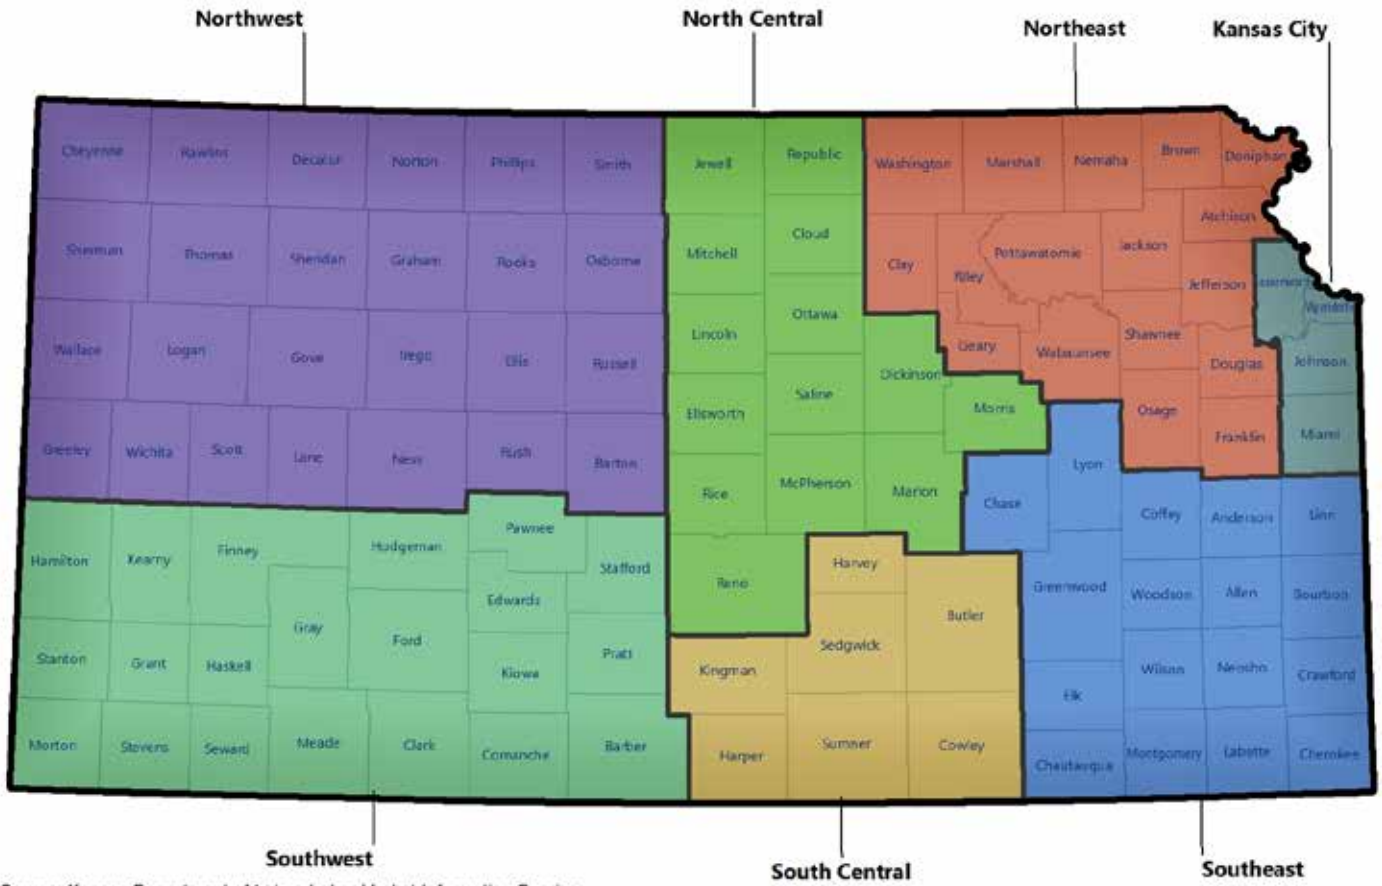 Northwest
North Central
Northeast
Kansas City
Cheyenne Rawlins Decatur Norton Phillips Smith Jewell Republic Washington Marshall Nemaha Brown Doniphan
Atchison
Sherman Thomas Sheridan Graham Rooks Osborne Mitchell Cloud Clay Riley Pottawatomie Jackson Jefferson
Wallace Logan Gove Trego Ellis Russell Lincoln Ottawa Dickinson Geary Wabaunsee Shawnee Douglas Johnson
Ellsworth Saline Morris Osage Franklin Miami
Greeley Wichita Scott Lane Ness Rush Barton Rice McPherson Marion Chase Lyon Coffey Anderson Linn
Hamilton Kearny Finney Hodgeman Pawnee Stafford Reno Harvey Butler Greenwood Woodson Allen Bourbon
Edwards
Stanton Grant Haskell Gray Ford Kiowa Pratt Kingman Sedgwick Elk Wilson Neosho Crawford
Morton Stevens Seward Meade Clark Comanche Barber Harper Sumner Cowley Chautauqua Montgomery Labette Cherokee
Southwest
South Central
Southeast